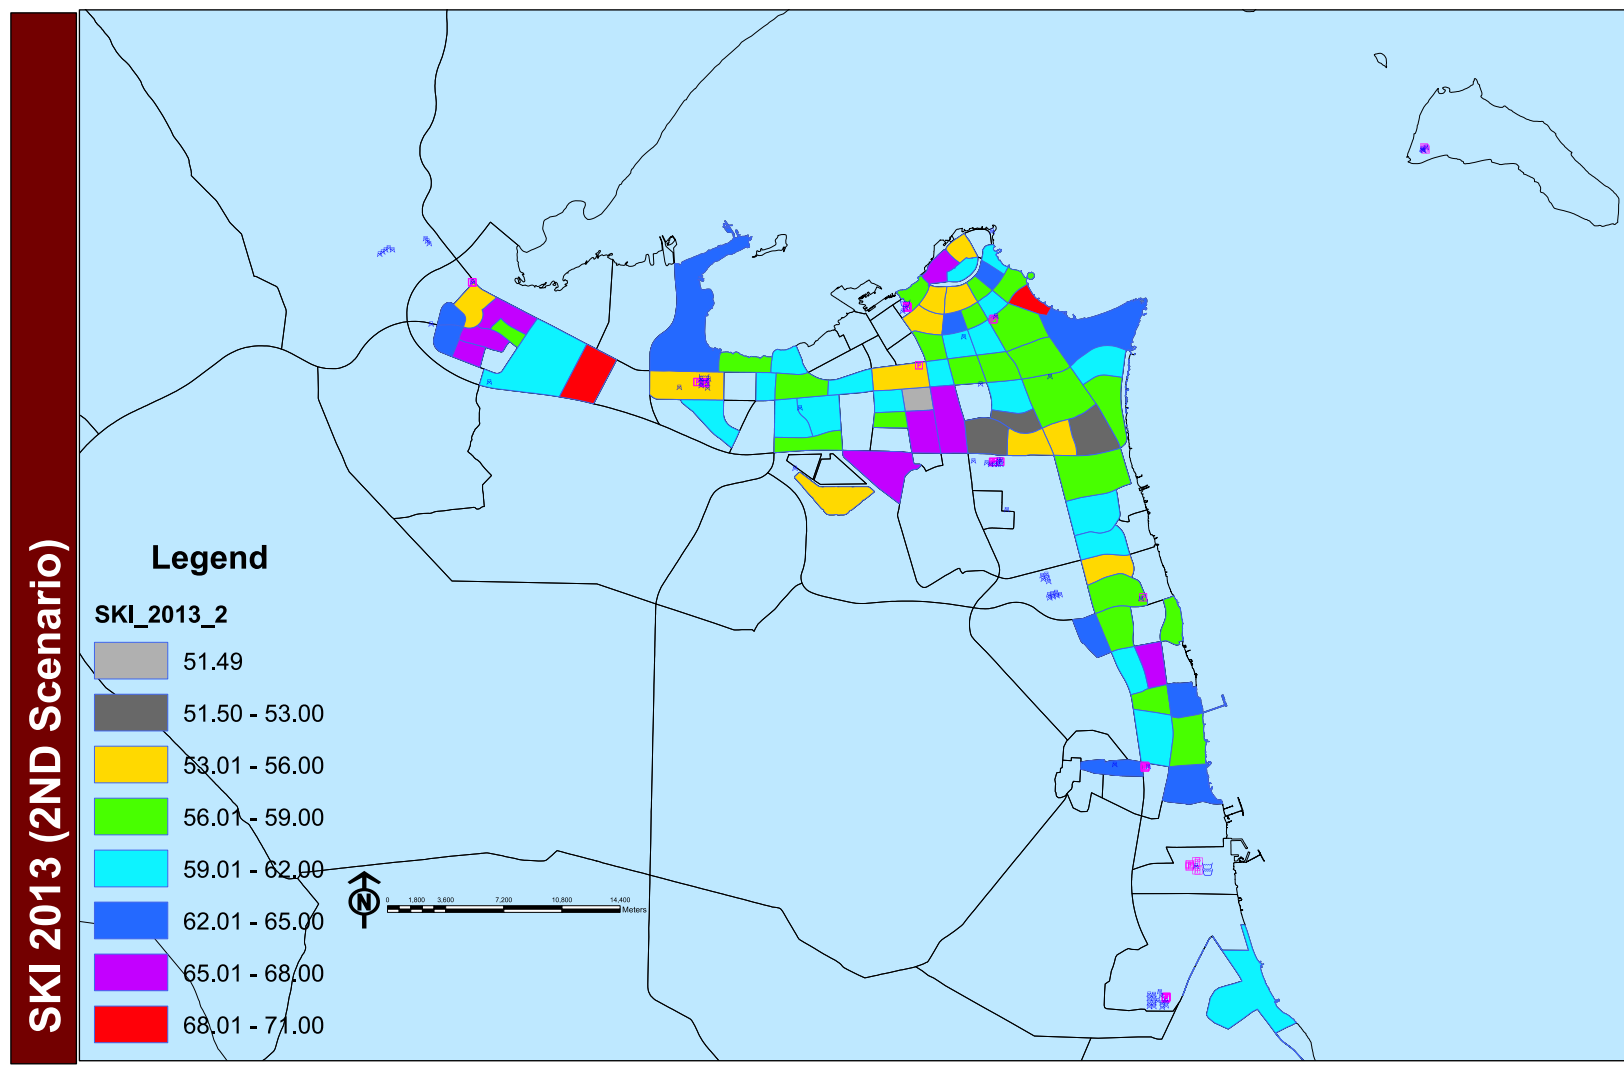 SKI 2013 (2ND Scenario)
Legend
SKI_2013_2
51.49
51.50 - 53.00
53.01 - 56.00
56.01 - 59.00
59.01 - 62.00
62.01 - 65.00
65.01 - 68.00
68.01 - 71.00
N
0 1,800 3,600 7,200 10,800 14,400
Meters